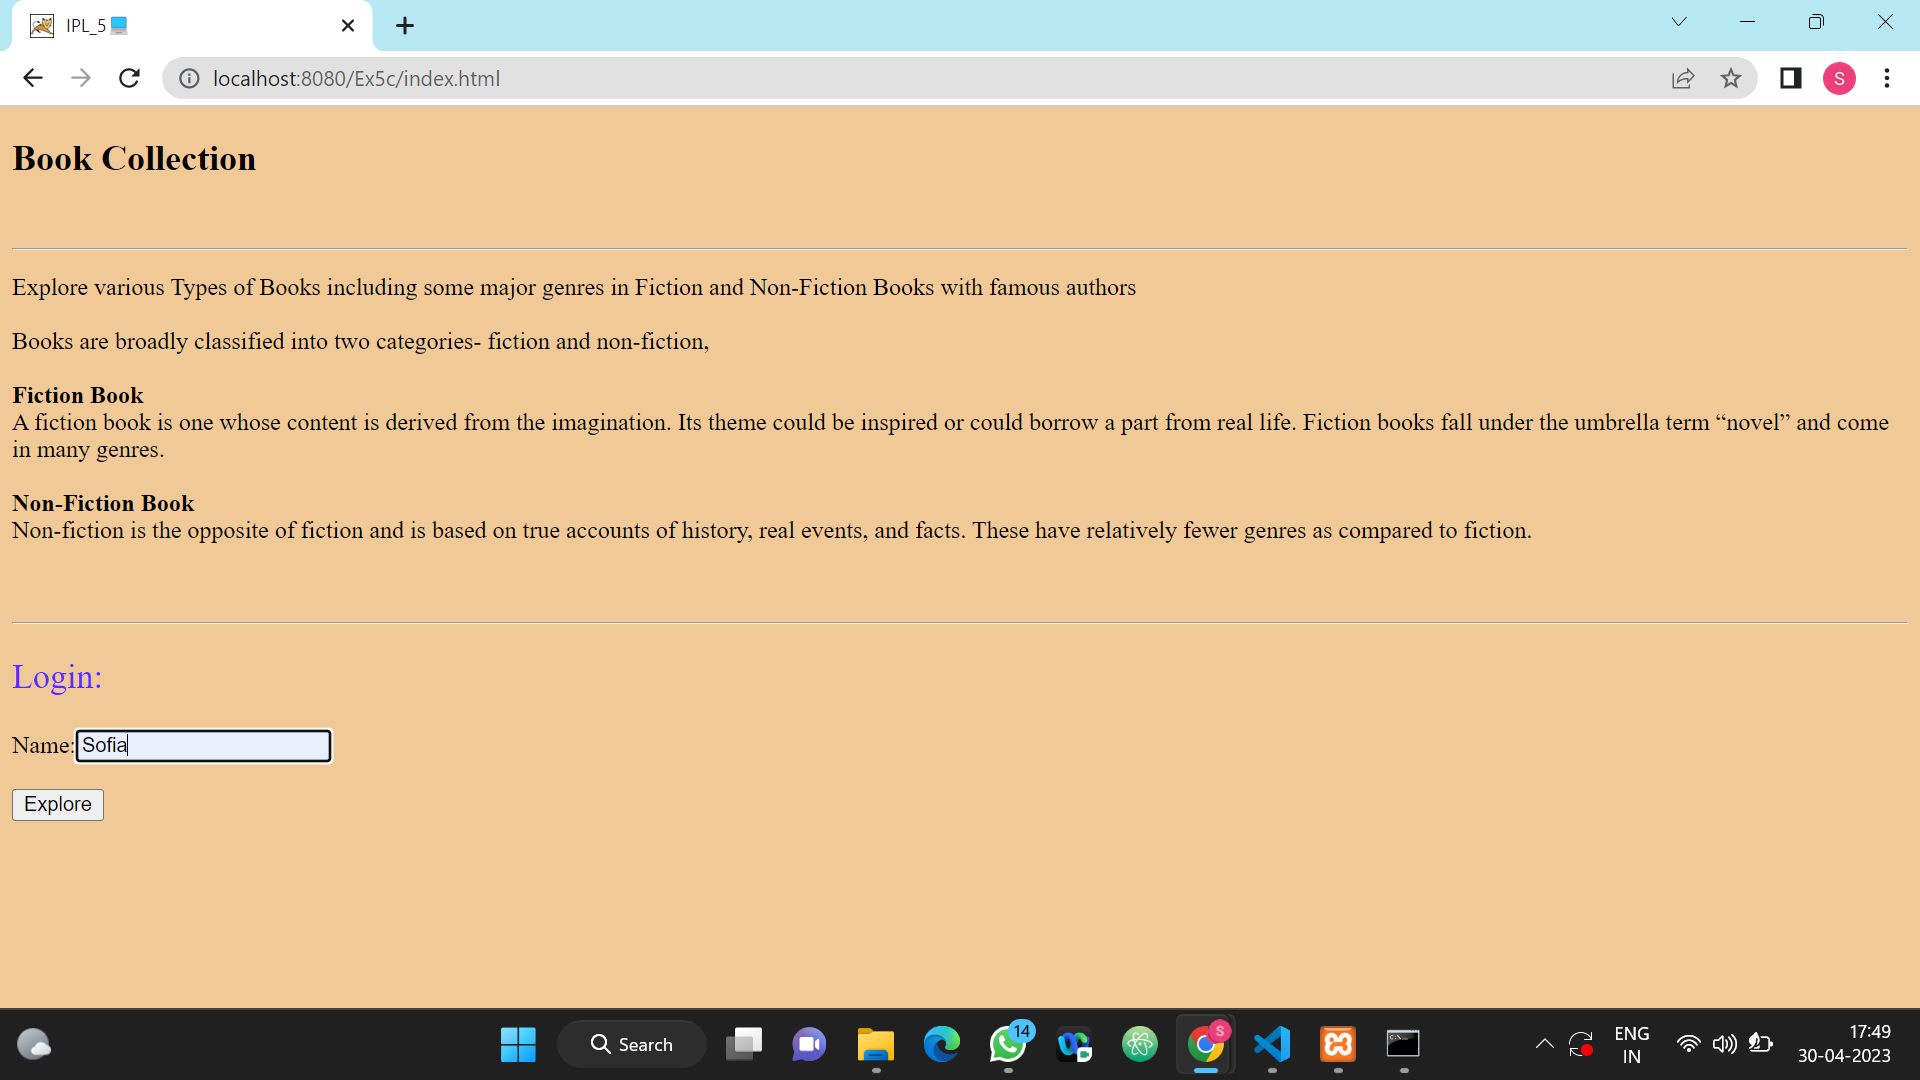 IPL_5💻
localhost:8080/Ex5c/index.html
S
Book Collection
Explore various Types of Books including some major genres in Fiction and Non-Fiction Books with famous authors
Books are broadly classified into two categories- fiction and non-fiction,
Fiction Book
A fiction book is one whose content is derived from the imagination. Its theme could be inspired or could borrow a part from real life. Fiction books fall under the umbrella term “novel” and come
in many genres.
Non-Fiction Book
Non-fiction is the opposite of fiction and is based on true accounts of history, real events, and facts. These have relatively fewer genres as compared to fiction.
Login:
Name: Sofia
Explore
Search
14
S
ENG
IN
17:49
30-04-2023